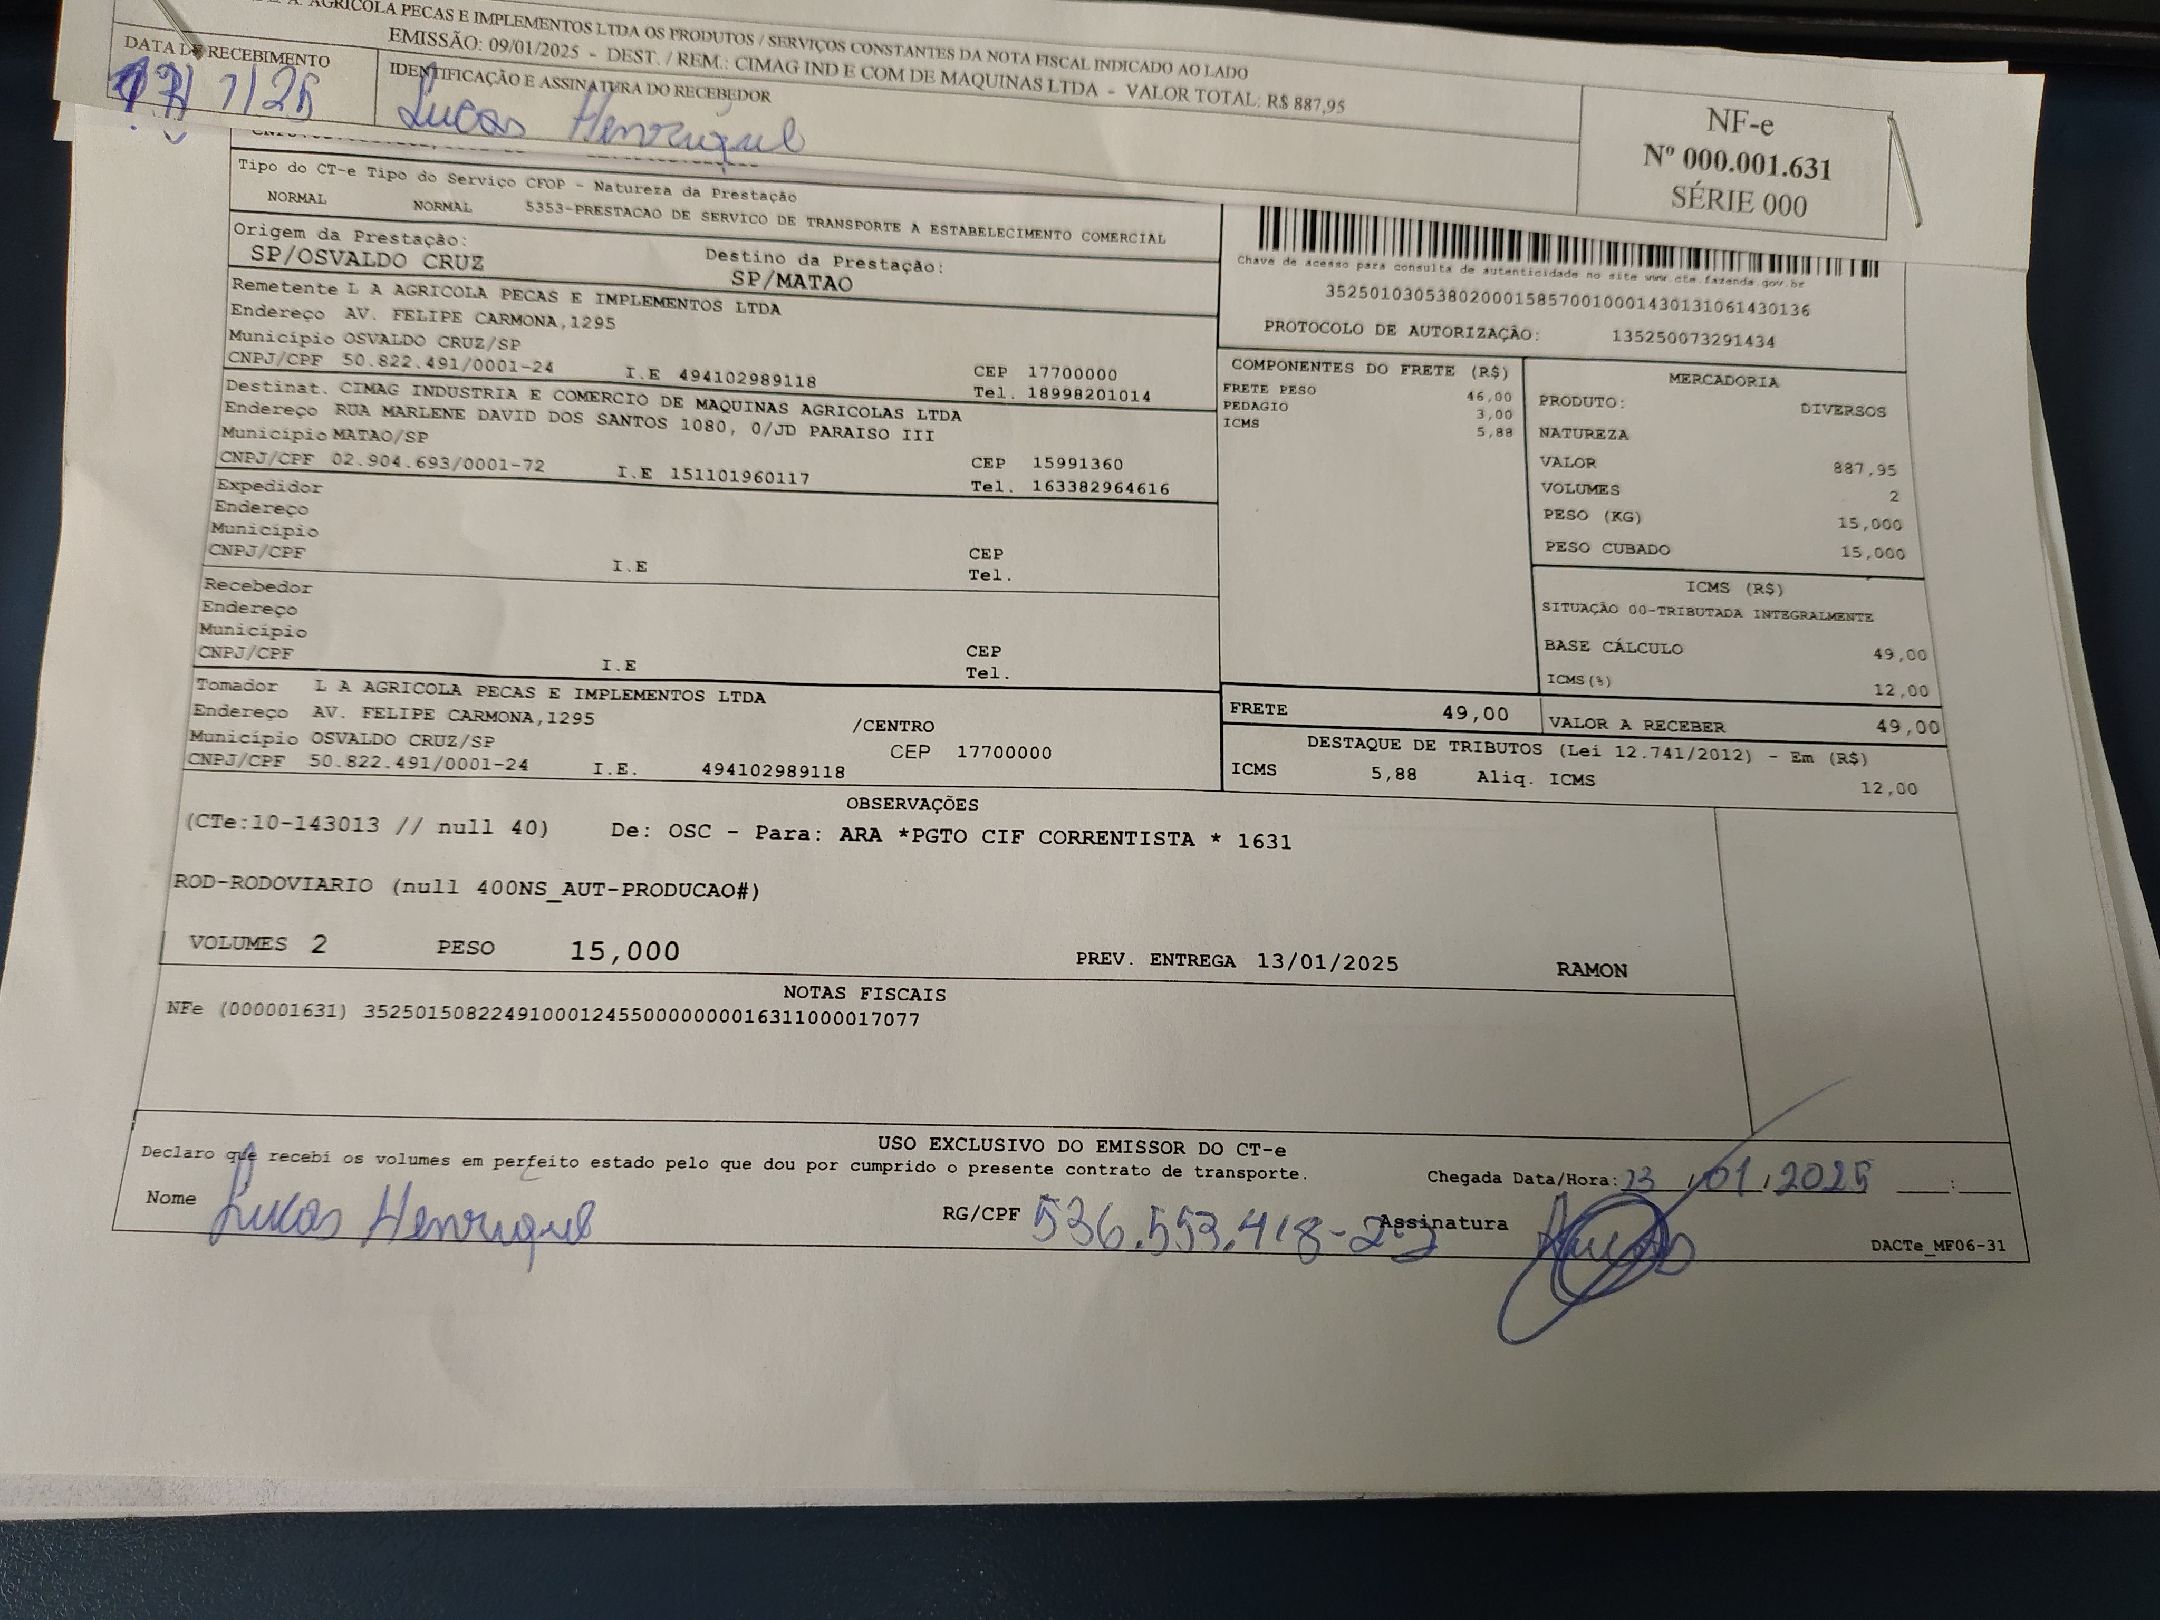 AGRICOLA PECAS E IMPLEMENTOS LTDA OS PRODUTOS / SERVIÇOS CONSTANTES DA NOTA FISCAL INDICADO AO LADO
EMISSÃO: 09/01/2025 - DEST. / REM.: CIMAG IND E COM DE MAQUINAS LTDA - VALOR TOTAL: R$ 887,95
DATA DE RECEBIMENTO
IDENTIFICAÇÃO E ASSINATURA DO RECEBEDOR
Lucas Henrique
NF-e
Nº 000.001.631
SÉRIE 000
Tipo do CT-e Tipo do Serviço CFOP - Natureza da Prestação
NORMAL NORMAL 5353-PRESTACAO DE SERVICO DE TRANSPORTE A ESTABELECIMENTO COMERCIAL
Origem da Prestação: Destino da Prestação:
SP/OSVALDO CRUZ SP/MATAO
Remetente L A AGRICOLA PECAS E IMPLEMENTOS LTDA
Endereço AV. FELIPE CARMONA,1295
Município OSVALDO CRUZ/SP CEP 17700000
CNPJ/CPF 50.822.491/0001-24 I.E 494102989118 Tel. 18998201014
Destinat. CIMAG INDUSTRIA E COMERCIO DE MAQUINAS AGRICOLAS LTDA
Endereço RUA MARLENE DAVID DOS SANTOS 1080, 0/JD PARAISO III
Município MATAO/SP CEP 15991360
CNPJ/CPF 02.904.693/0001-72 I.E 151101960117 Tel. 163382964616
Expedidor
Endereço
Município CEP
CNPJ/CPF I.E Tel.
Recebedor
Endereço
Município CEP
CNPJ/CPF I.E Tel.
Tomador L A AGRICOLA PECAS E IMPLEMENTOS LTDA
Endereço AV. FELIPE CARMONA,1295 /CENTRO
Município OSVALDO CRUZ/SP CEP 17700000
CNPJ/CPF 50.822.491/0001-24 I.E. 494102989118
Chave de acesso para consulta de autenticidade no site www.cte.fazenda.gov.br
35250103053802000158570010001430131061430136
PROTOCOLO DE AUTORIZAÇÃO: 135250073291434
COMPONENTES DO FRETE (R$)
FRETE PESO 46,00
PEDAGIO 3,00
ICMS 5,88
MERCADORIA
PRODUTO: DIVERSOS
NATUREZA
VALOR 887,95
VOLUMES 2
PESO (KG) 15,000
PESO CUBADO 15,000
ICMS (R$)
SITUAÇÃO 00-TRIBUTADA INTEGRALMENTE
BASE CÁLCULO 49,00
ICMS(%) 12,00
FRETE 49,00 VALOR A RECEBER 49,00
DESTAQUE DE TRIBUTOS (Lei 12.741/2012) - Em (R$)
ICMS 5,88 Aliq. ICMS 12,00
OBSERVAÇÕES
(CTe:10-143013 // null 40) De: OSC - Para: ARA *PGTO CIF CORRENTISTA * 1631
ROD-RODOVIARIO (null 400NS_AUT-PRODUCAO#)
VOLUMES 2 PESO 15,000 PREV. ENTREGA 13/01/2025 RAMON
NOTAS FISCAIS
NFe (000001631) 35250150822491000124550000000016311000017077
USO EXCLUSIVO DO EMISSOR DO CT-e
Declaro que recebi os volumes em perfeito estado pelo que dou por cumprido o presente contrato de transporte.
Chegada Data/Hora: 13 , 01 , 2025 ___:___
Nome Lucas Henrique RG/CPF 536.553.418-23 Assinatura Lucas
DACTe_MF06-31